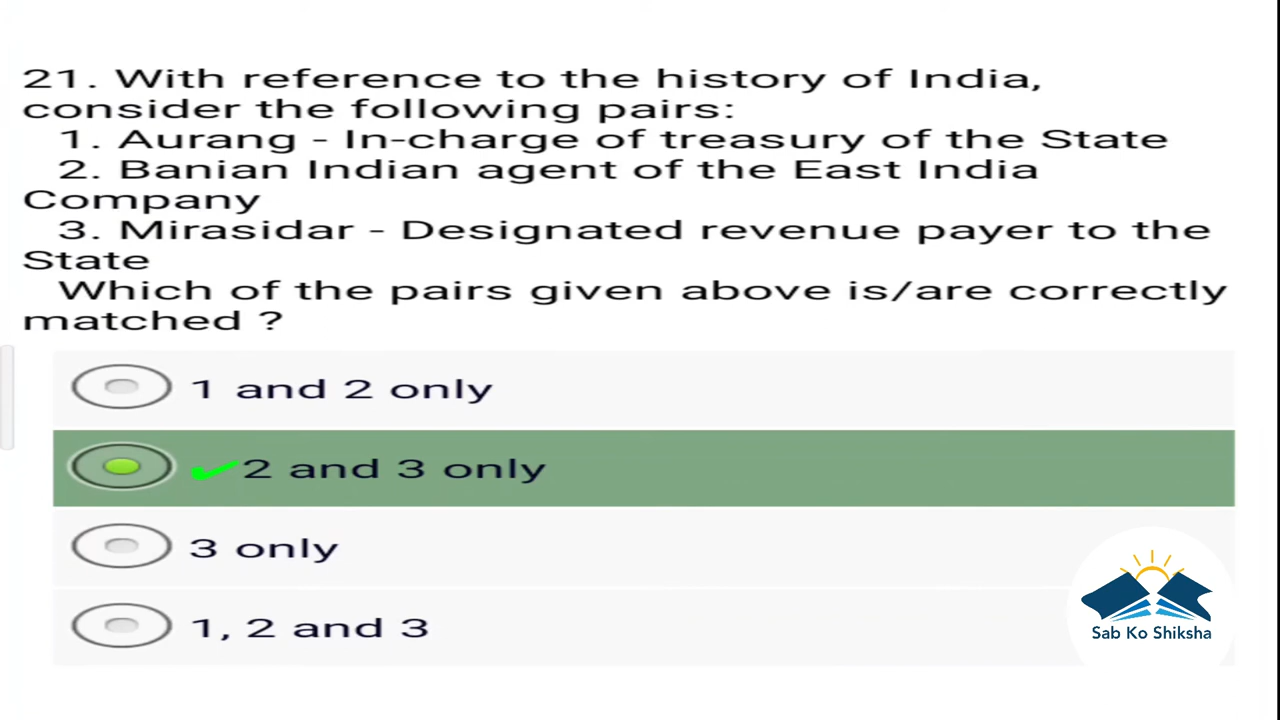 21. With reference to the history of India,
consider the following pairs:
1. Aurang - In-charge of treasury of the State
2. Banian Indian agent of the East India
Company
3. Mirasidar - Designated revenue payer to the
State
Which of the pairs given above is/are correctly
matched ?
1 and 2 only
✔2 and 3 only
3 only
1, 2 and 3
Sab Ko Shiksha